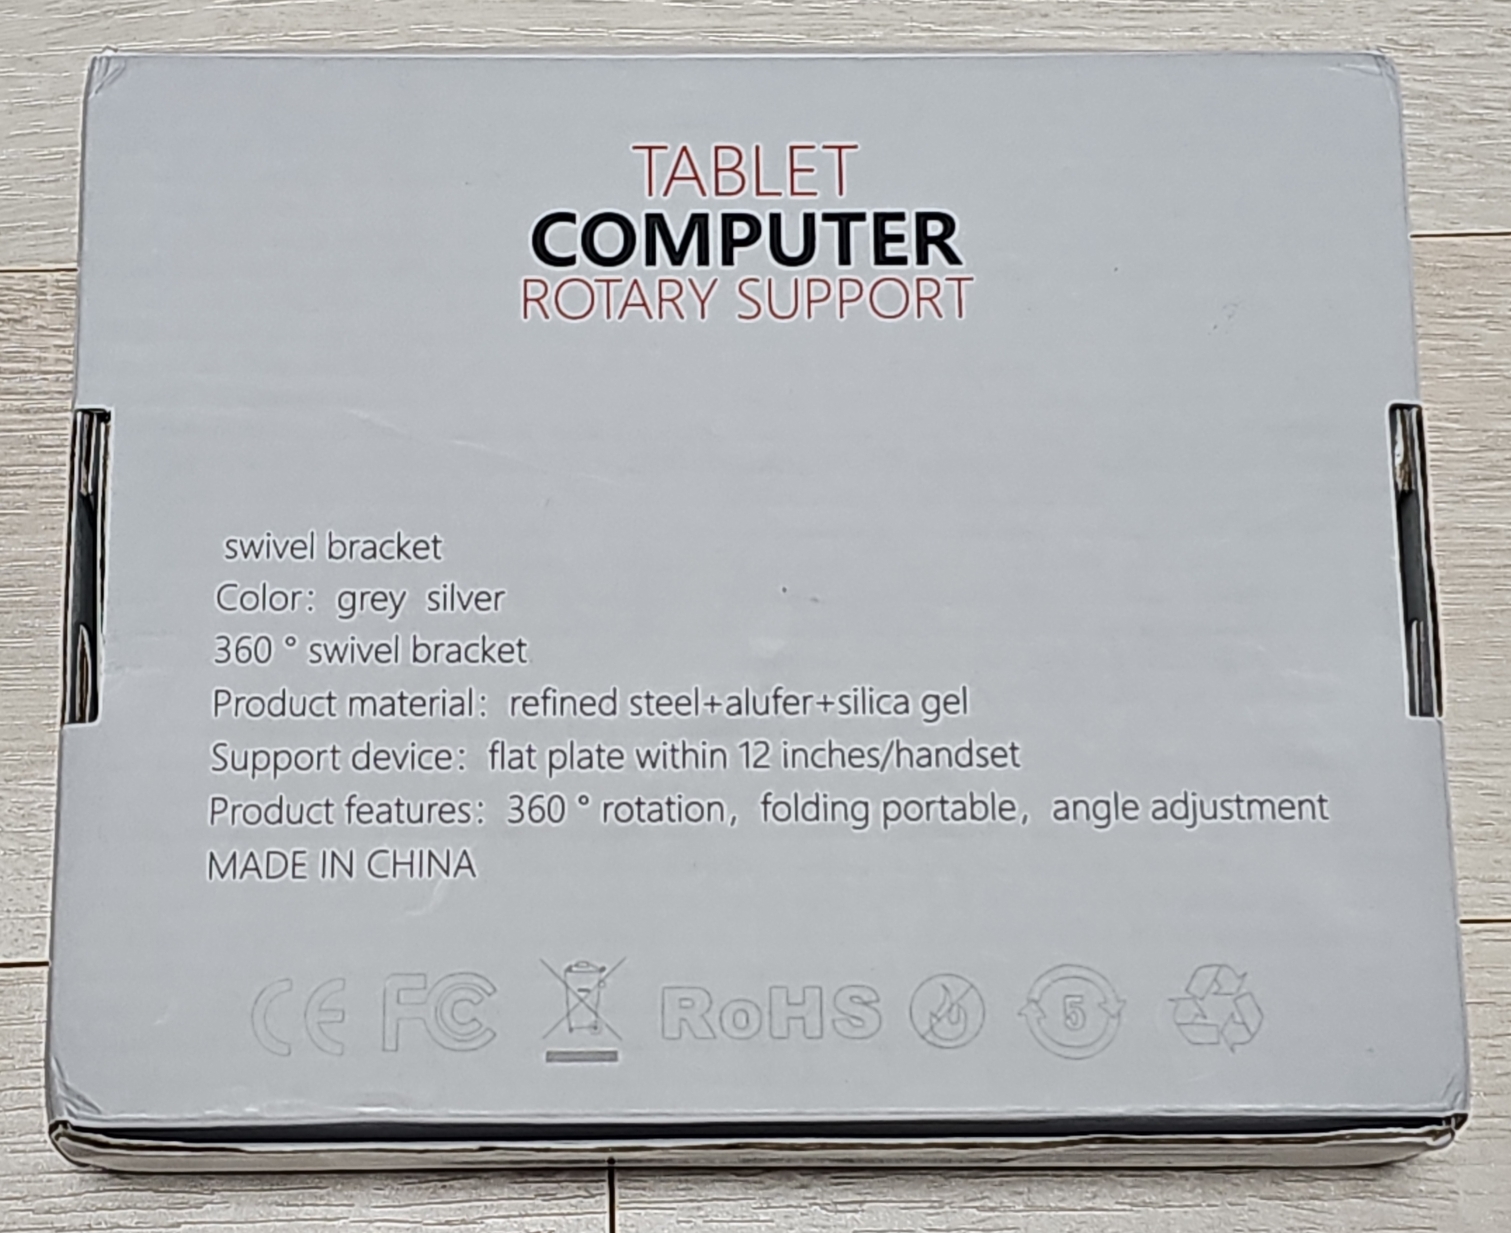 TABLET
COMPUTER
ROTARY SUPPORT
swivel bracket
Color: grey silver
360 ° swivel bracket
Product material: refined steel+alufer+silica gel
Support device: flat plate within 12 inches/handset
Product features: 360 ° rotation, folding portable, angle adjustment
MADE IN CHINA
CE FC RoHS 5